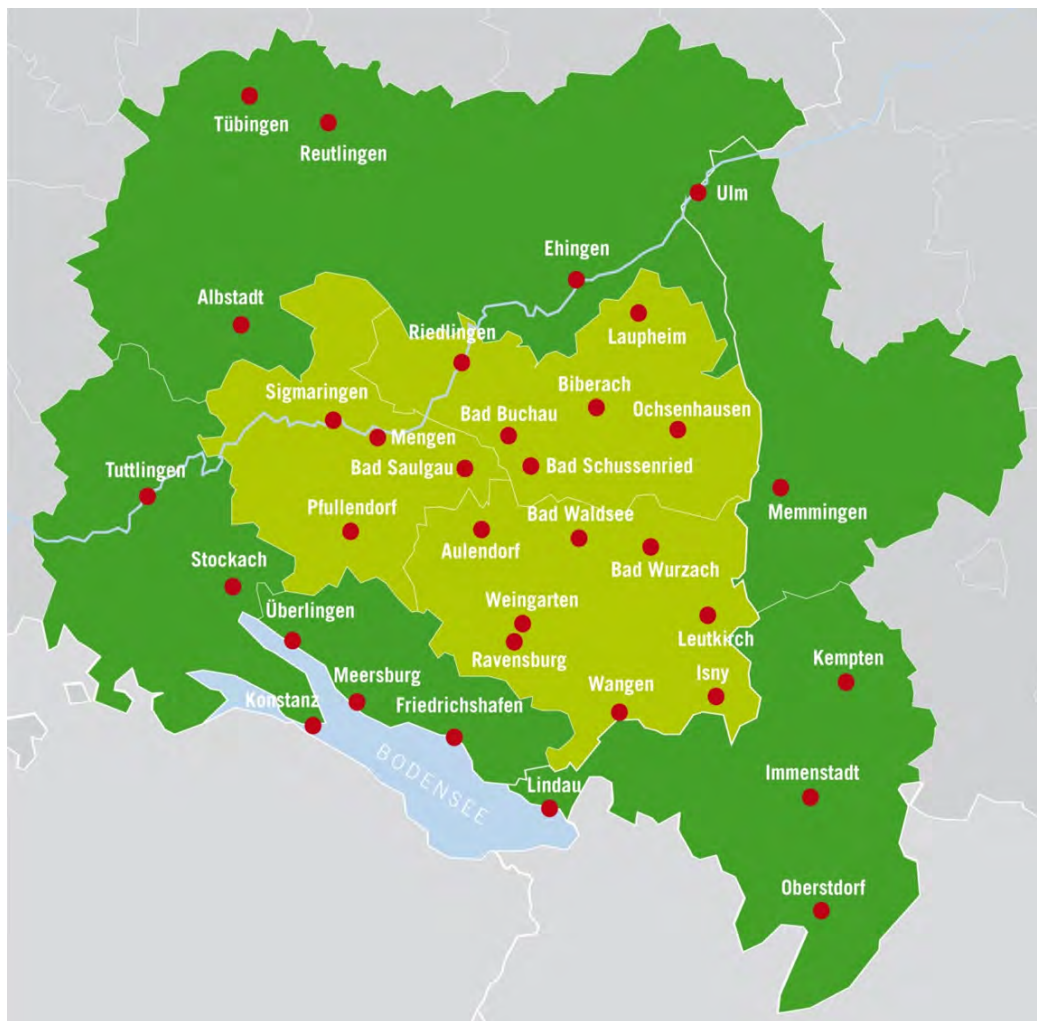 Tübingen
Reutlingen
Ulm
Ehingen
Albstadt
Laupheim
Riedlingen
Biberach
Sigmaringen
Ochsenhausen
Bad Buchau
Mengen
Bad Saulgau
Bad Schussenried
Tuttlingen
Memmingen
Pfullendorf
Bad Waldsee
Aulendorf
Bad Wurzach
Stockach
Überlingen
Weingarten
Leutkirch
Ravensburg
Kempten
Isny
Meersburg
Wangen
Konstanz
Friedrichshafen
BODENSEE
Immenstadt
Lindau
Oberstdorf